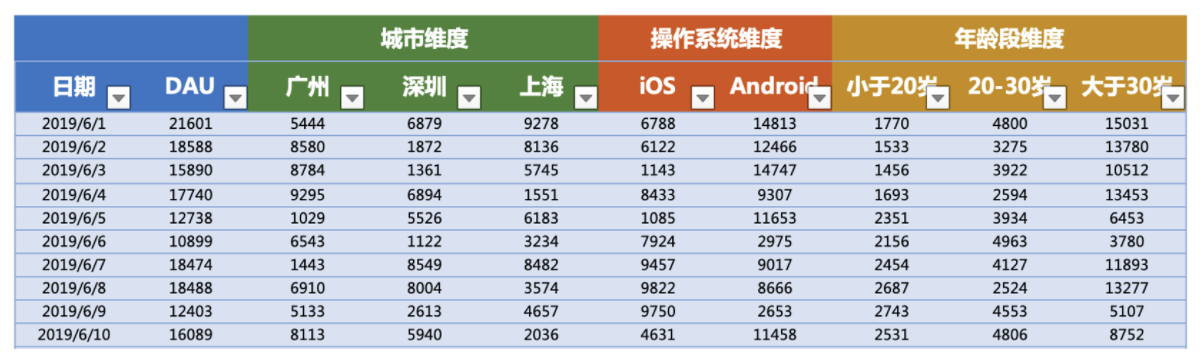 城市维度 操作系统维度 年龄段维度
日期 DAU 广州 深圳 上海 iOS Android 小于20岁 20-30岁 大于30岁
2019/6/1 21601 5444 6879 9278 6788 14813 1770 4800 15031
2019/6/2 18588 8580 1872 8136 6122 12466 1533 3275 13780
2019/6/3 15890 8784 1361 5745 1143 14747 1456 3922 10512
2019/6/4 17740 9295 6894 1551 8433 9307 1693 2594 13453
2019/6/5 12738 1029 5526 6183 1085 11653 2351 3934 6453
2019/6/6 10899 6543 1122 3234 7924 2975 2156 4963 3780
2019/6/7 18474 1443 8549 8482 9457 9017 2454 4127 11893
2019/6/8 18488 6910 8004 3574 9822 8666 2687 2524 13277
2019/6/9 12403 5133 2613 4657 9750 2653 2743 4553 5107
2019/6/10 16089 8113 5940 2036 4631 11458 2531 4806 8752